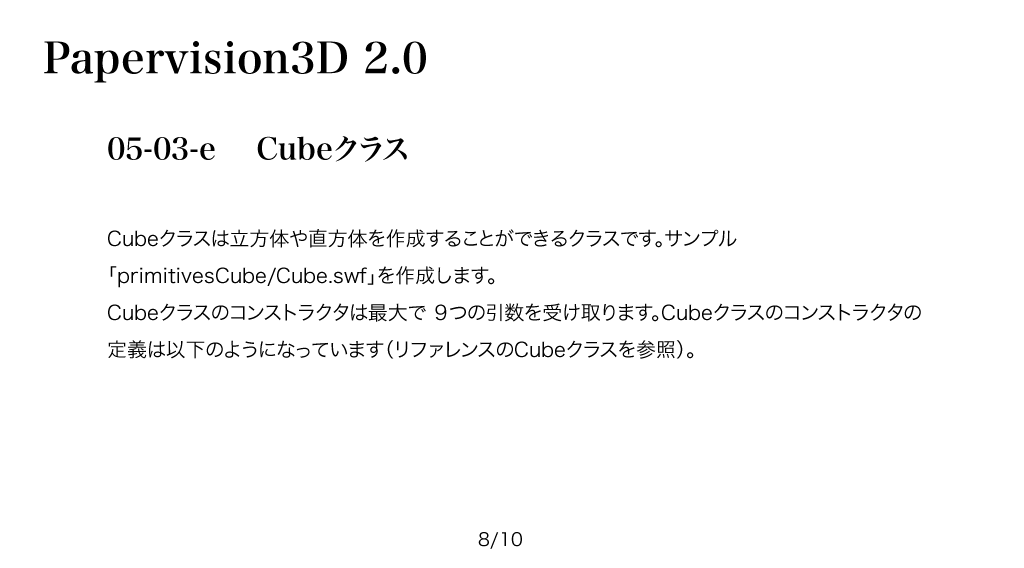 Papervision3D 2.0
05-03-e　Cubeクラス
Cubeクラスは立方体や直方体を作成することができるクラスです。サンプル
「primitivesCube/Cube.swf」を作成します。
Cubeクラスのコンストラクタは最大で 9つの引数を受け取ります。Cubeクラスのコンストラクタの
定義は以下のようになっています（リファレンスのCubeクラスを参照）。
8/10